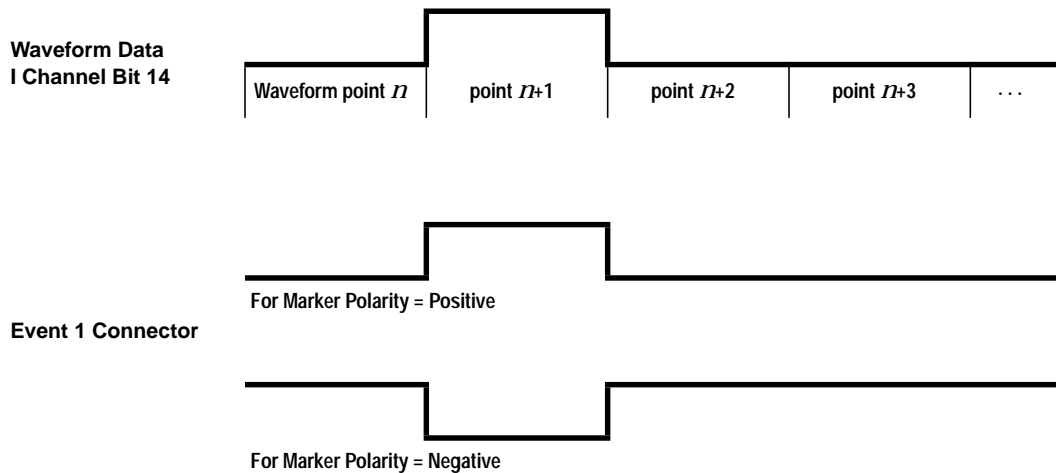 Waveform Data
I Channel Bit 14
Waveform point n
point n+1
point n+2
point n+3
...
For Marker Polarity = Positive
Event 1 Connector
For Marker Polarity = Negative